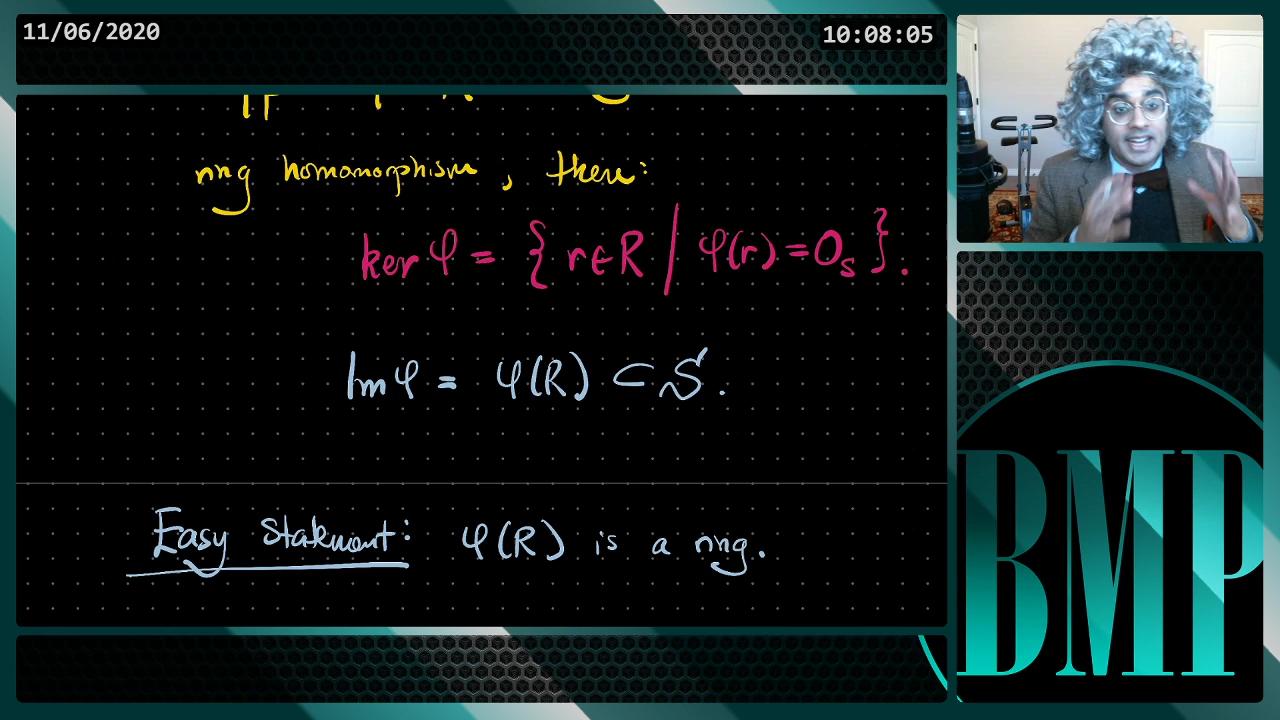 11/06/2020
10:08:05
ring homomorphism, then:
ker φ = { r ∈ R | φ(r) = 0_S }.
Im φ = φ(R) ⊂ S.
Easy Statement: φ(R) is a ring.
BMP